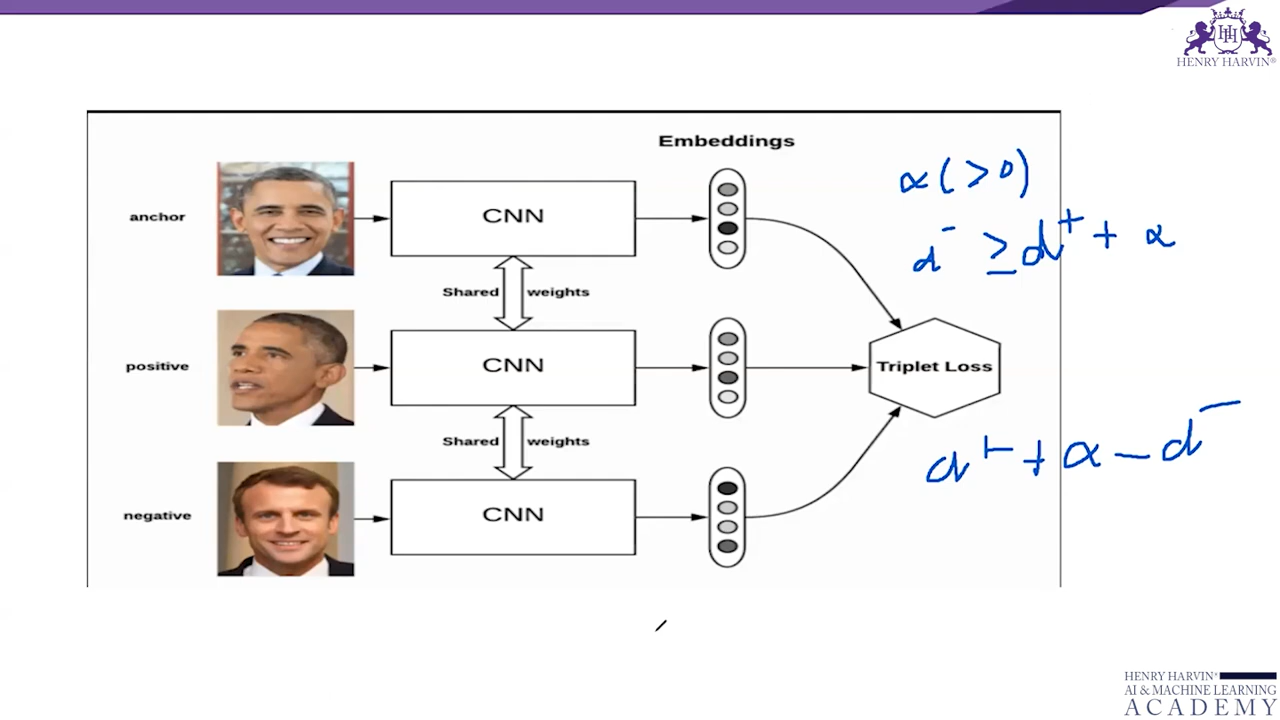 HENRY HARVIN®
Embeddings
anchor
CNN
α (>0)
d⁻ ≥ d⁺ + α
Shared weights
positive
CNN
Triplet Loss
Shared weights
d⁺ + α - d⁻
negative
CNN
HENRY HARVIN®
AI & MACHINE LEARNING
ACADEMY